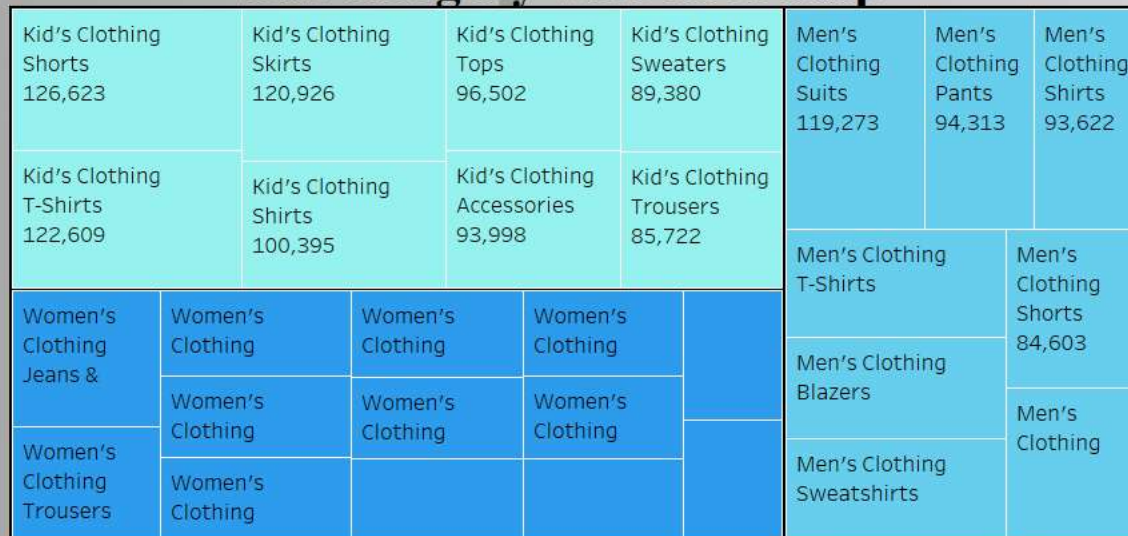 Kid's Clothing
Shorts
126,623
Kid's Clothing
Skirts
120,926
Kid's Clothing
Tops
96,502
Kid's Clothing
Sweaters
89,380
Kid's Clothing
T-Shirts
122,609
Kid's Clothing
Shirts
100,395
Kid's Clothing
Accessories
93,998
Kid's Clothing
Trousers
85,722
Men's
Clothing
Suits
119,273
Men's
Clothing
Pants
94,313
Men's
Clothing
Shirts
93,622
Men's Clothing
T-Shirts
Men's Clothing
Blazers
Men's Clothing
Sweatshirts
Men's
Clothing
Shorts
84,603
Men's
Clothing
Women's
Clothing
Jeans &
Women's
Clothing
Trousers
Women's
Clothing
Women's
Clothing
Women's
Clothing
Women's
Clothing
Women's
Clothing
Women's
Clothing
Women's
Clothing